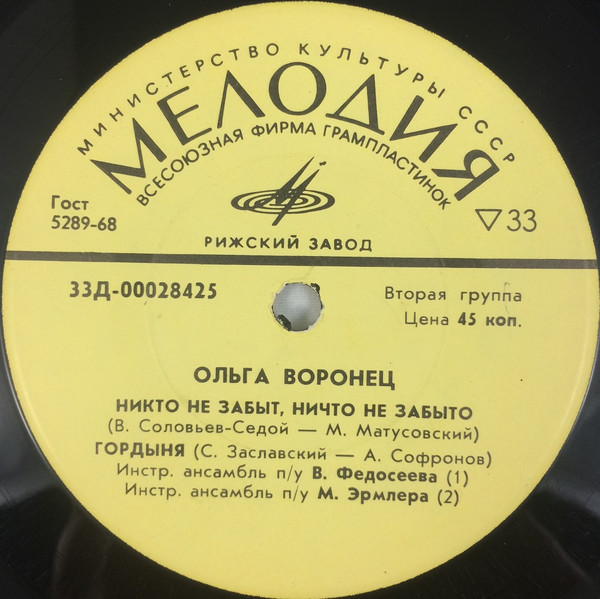 МИНИСТЕРСТВО КУЛЬТУРЫ СССР
МЕЛОДИЯ
ВСЕСОЮЗНАЯ ФИРМА ГРАМПЛАСТИНОК
Гост
5289-68
▽33
РИЖСКИЙ ЗАВОД
33Д-00028425
Вторая группа
Цена 45 коп.
ОЛЬГА ВОРОНЕЦ
НИКТО НЕ ЗАБЫТ, НИЧТО НЕ ЗАБЫТО
(В. Соловьев-Седой — М. Матусовский)
ГОРДЫНЯ (С. Заславский — А. Софронов)
Инстр. ансамбль п/у В. Федосеева (1)
Инстр. ансамбль п/у М. Эрмлера (2)